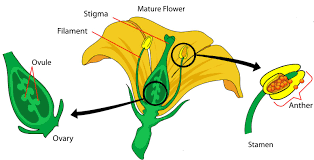 Mature Flower
Stigma
Filament
Ovule
Anther
Ovary
Stamen